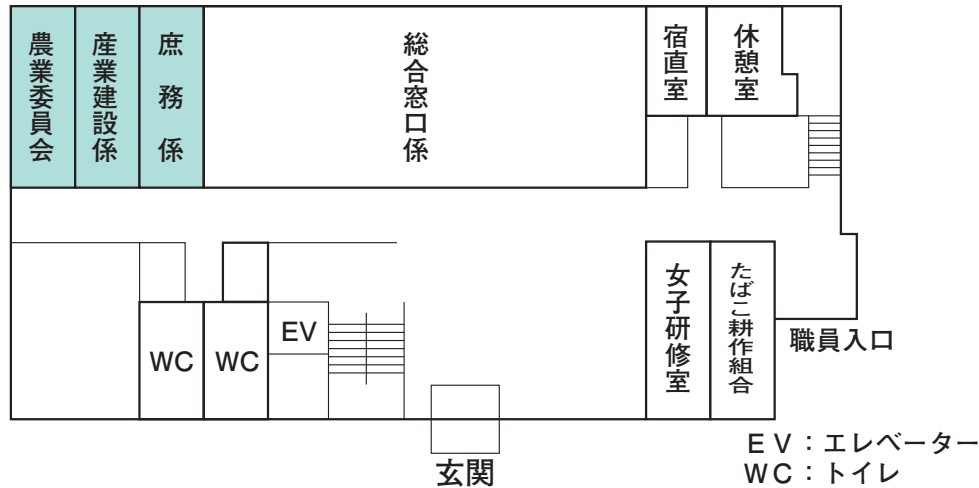 農業委員会
産業建設係
庶務係
総合窓口係
宿直室
休憩室
WC
WC
EV
女子研修室
たばこ耕作組合
職員入口
玄関
EV：エレベーター
WC：トイレ